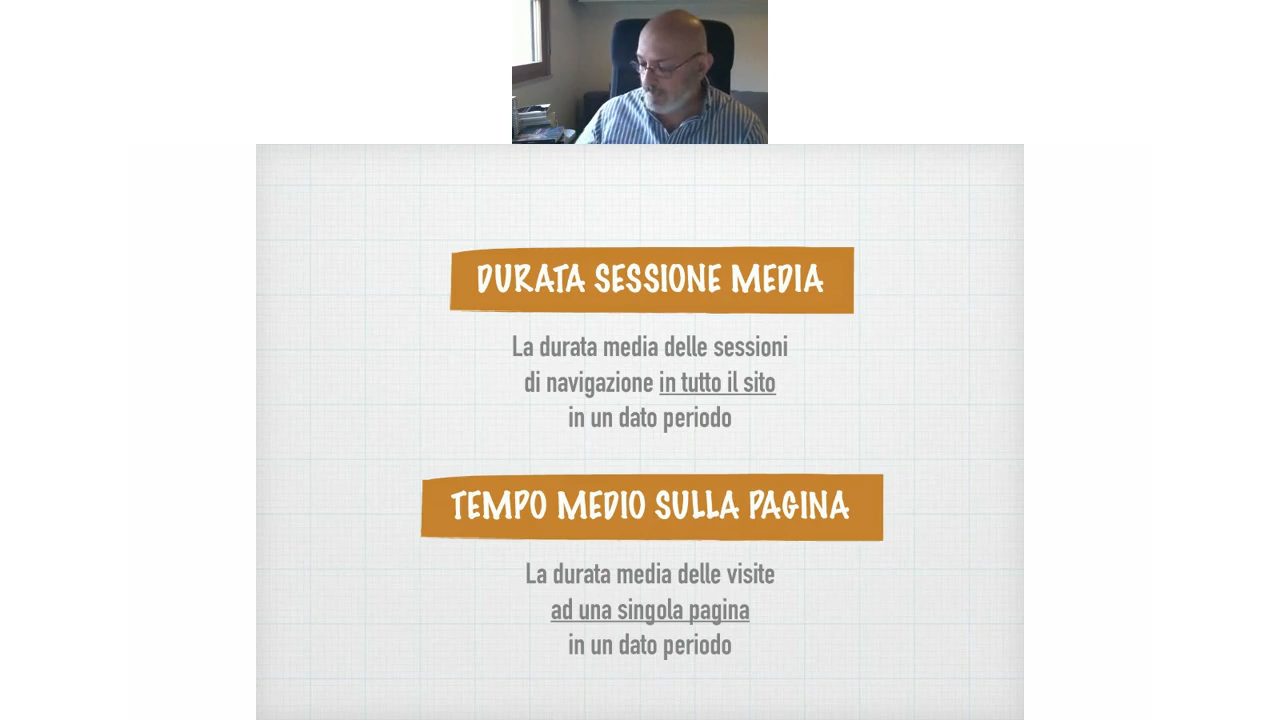 DURATA SESSIONE MEDIA
La durata media delle sessioni
di navigazione in tutto il sito
in un dato periodo
TEMPO MEDIO SULLA PAGINA
La durata media delle visite
ad una singola pagina
in un dato periodo